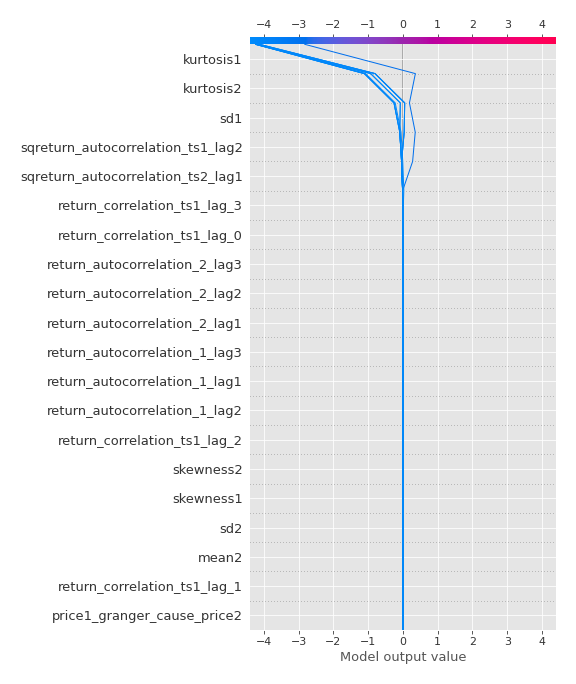 −4 −3 −2 −1 0 1 2 3 4
kurtosis1
kurtosis2
sd1
sqreturn_autocorrelation_ts1_lag2
sqreturn_autocorrelation_ts2_lag1
return_correlation_ts1_lag_3
return_correlation_ts1_lag_0
return_autocorrelation_2_lag3
return_autocorrelation_2_lag2
return_autocorrelation_2_lag1
return_autocorrelation_1_lag3
return_autocorrelation_1_lag1
return_autocorrelation_1_lag2
return_correlation_ts1_lag_2
skewness2
skewness1
sd2
mean2
return_correlation_ts1_lag_1
price1_granger_cause_price2
−4 −3 −2 −1 0 1 2 3 4
Model output value